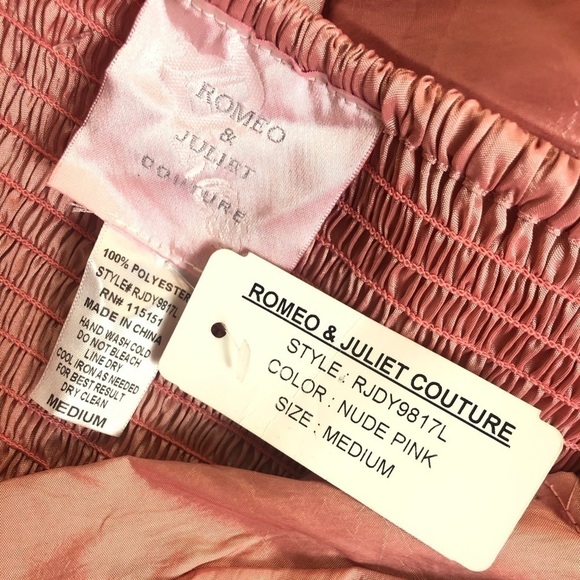 ROMEO
&
JULIET
COUTURE
100% POLYESTER
STYLE#RJDY9817L
RN# 115151
MADE IN CHINA
HAND WASH COLD
DO NOT BLEACH
LINE DRY
COOL IRON AS NEEDED
FOR BEST RESULT
DRY CLEAN
MEDIUM
ROMEO & JULIET COUTURE
STYLE : RJDY9817L
COLOR : NUDE PINK
SIZE : MEDIUM